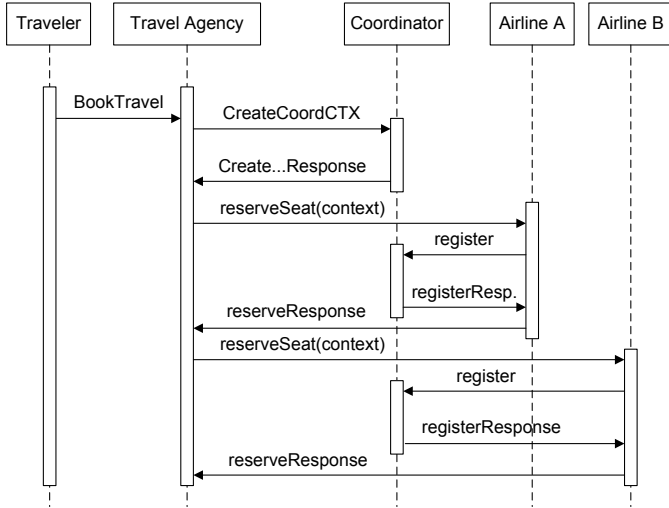 Traveler
Travel Agency
Coordinator
Airline A
Airline B
BookTravel
CreateCoordCTX
Create...Response
reserveSeat(context)
register
registerResp.
reserveResponse
reserveSeat(context)
register
registerResponse
reserveResponse